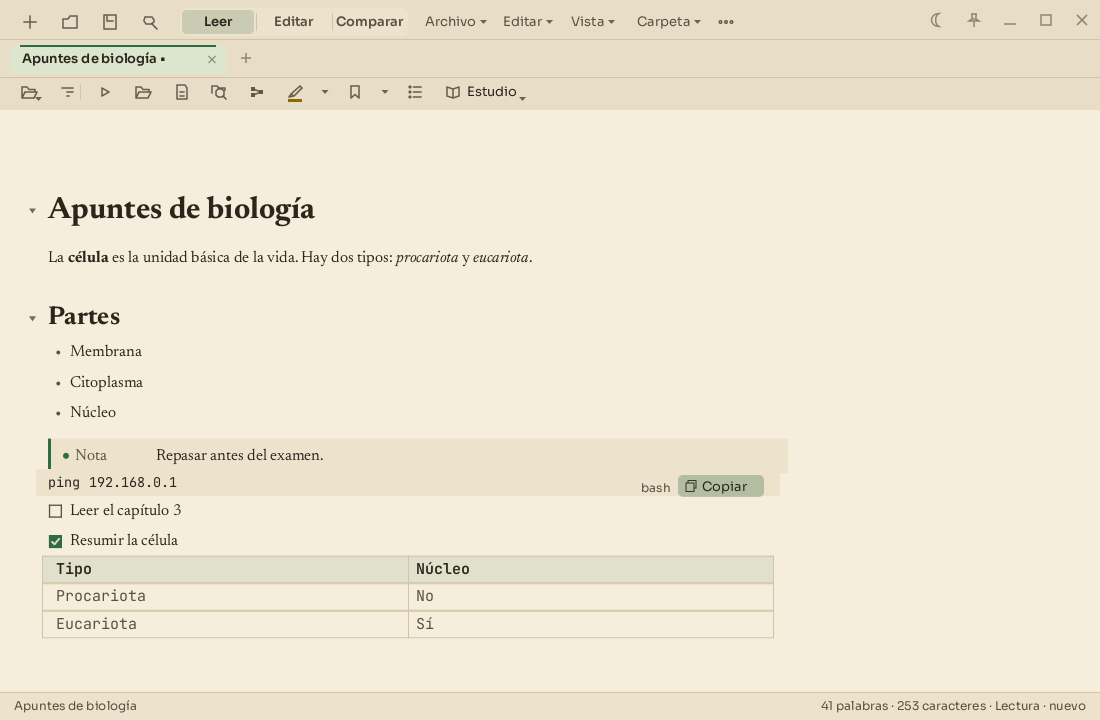 Leer Editar Comparar Archivo Editar Vista Carpeta
Apuntes de biología
Estudio
Apuntes de biología
La célula es la unidad básica de la vida. Hay dos tipos: procariota y eucariota.
Partes
• Membrana
• Citoplasma
• Núcleo
Nota Repasar antes del examen.
ping 192.168.0.1 bash Copiar
Leer el capítulo 3
Resumir la célula
Tipo Núcleo
Procariota No
Eucariota Sí
Apuntes de biología 41 palabras · 253 caracteres · Lectura · nuevo